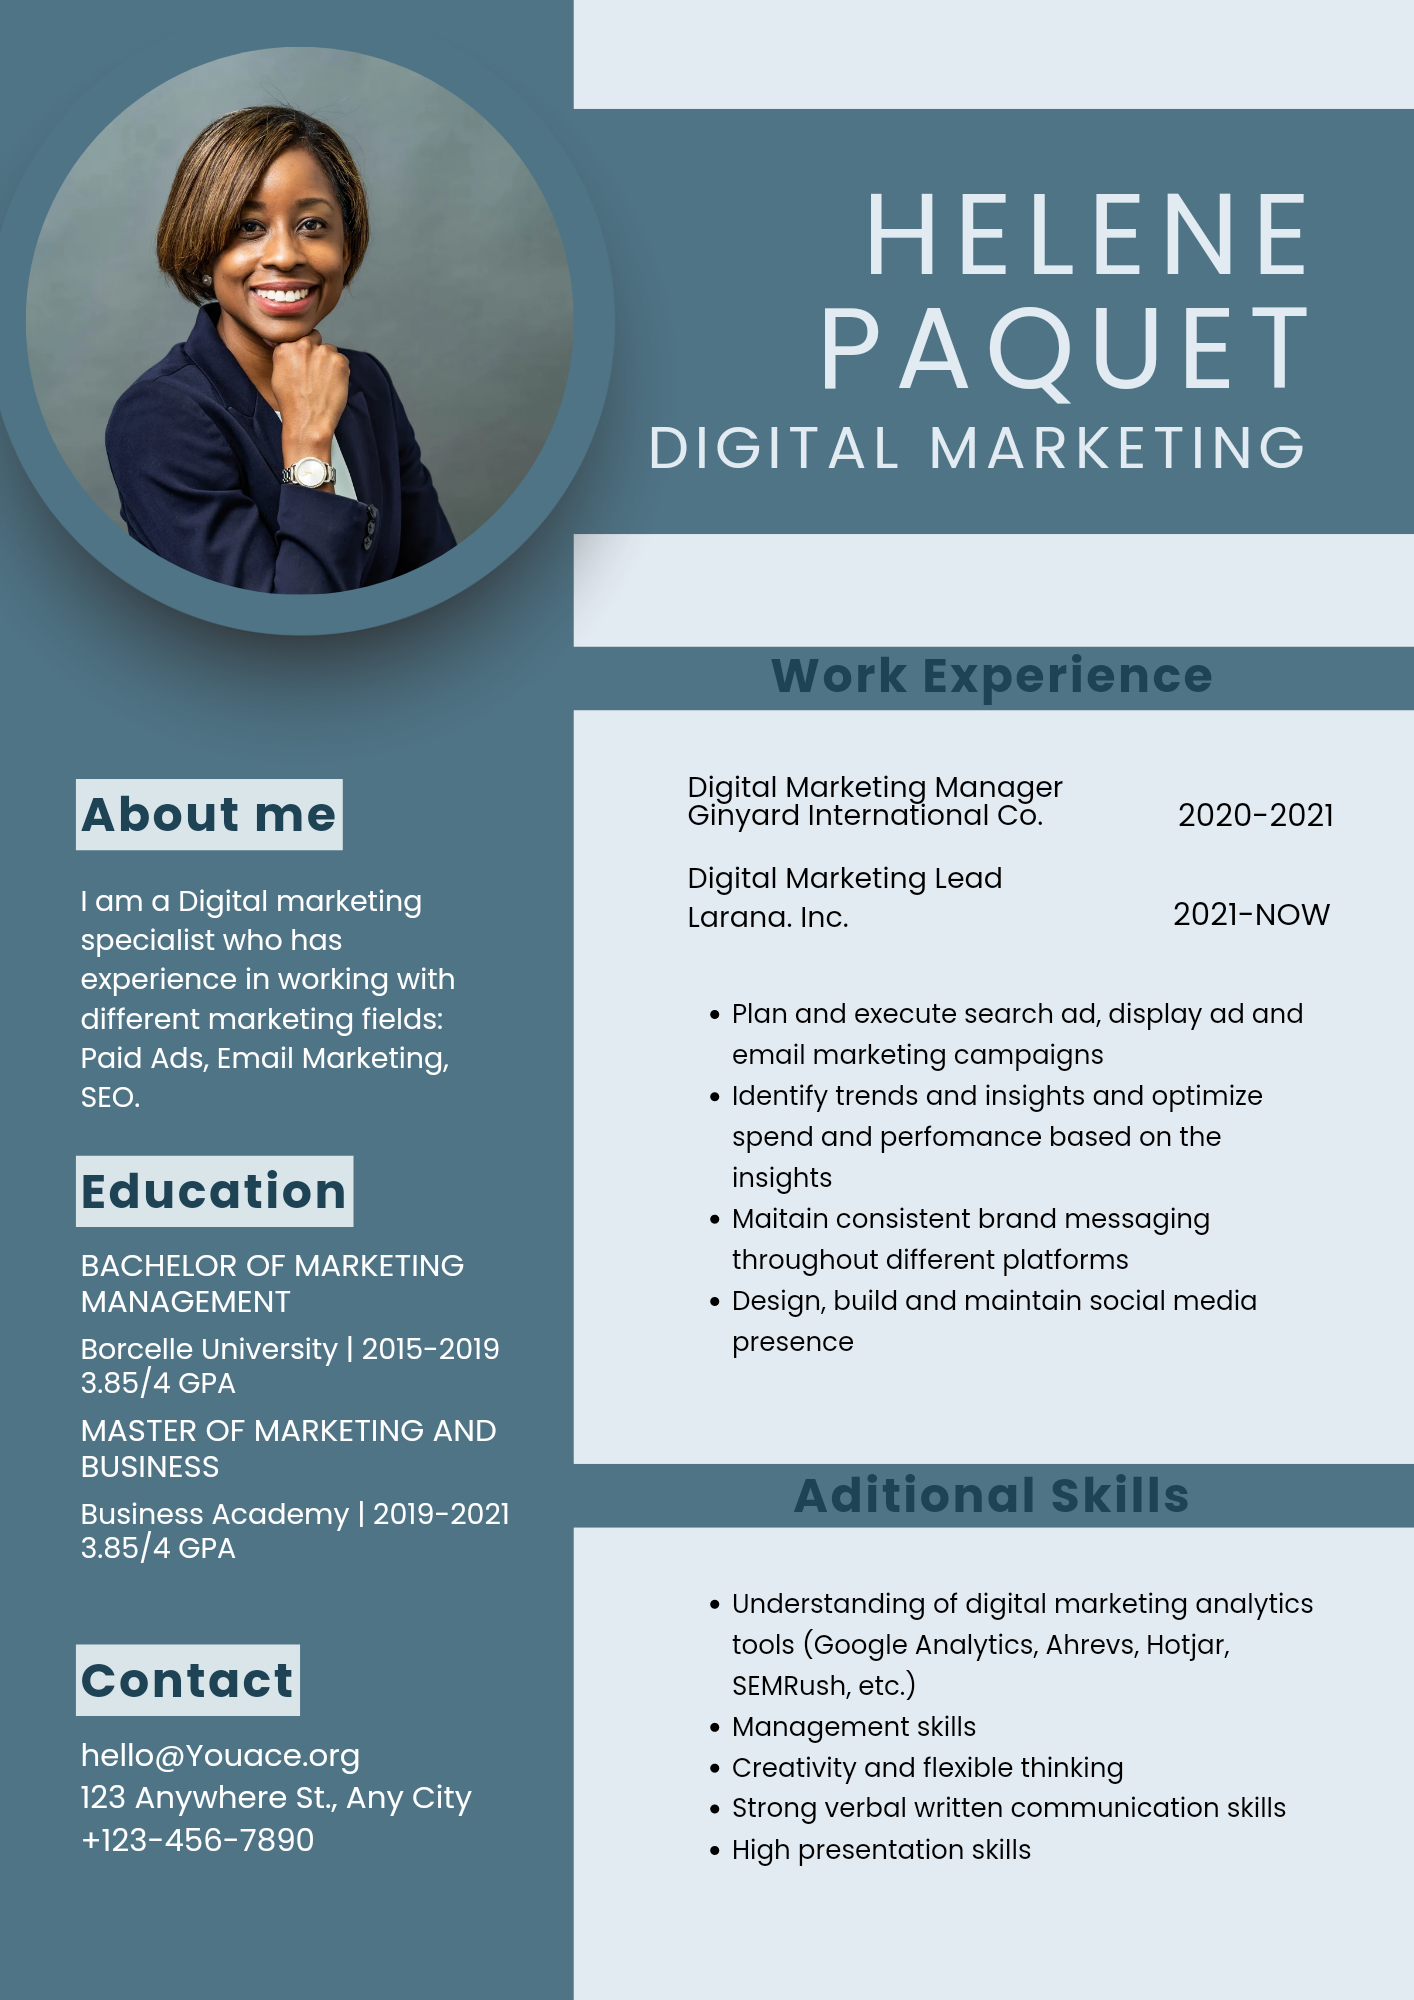 HELENE
PAQUET
DIGITAL MARKETING
About me
I am a Digital marketing
specialist who has
experience in working with
different marketing fields:
Paid Ads, Email Marketing,
SEO.
Education
BACHELOR OF MARKETING
MANAGEMENT
Borcelle University | 2015-2019
3.85/4 GPA
MASTER OF MARKETING AND
BUSINESS
Business Academy | 2019-2021
3.85/4 GPA
Contact
hello@Youace.org
123 Anywhere St., Any City
+123-456-7890
Work Experience
Digital Marketing Manager
Ginyard International Co. 2020-2021
Digital Marketing Lead
Larana. Inc. 2021-NOW
• Plan and execute search ad, display ad and
email marketing campaigns
• Identify trends and insights and optimize
spend and perfomance based on the
insights
• Maitain consistent brand messaging
throughout different platforms
• Design, build and maintain social media
presence
Aditional Skills
• Understanding of digital marketing analytics
tools (Google Analytics, Ahrevs, Hotjar,
SEMRush, etc.)
• Management skills
• Creativity and flexible thinking
• Strong verbal written communication skills
• High presentation skills